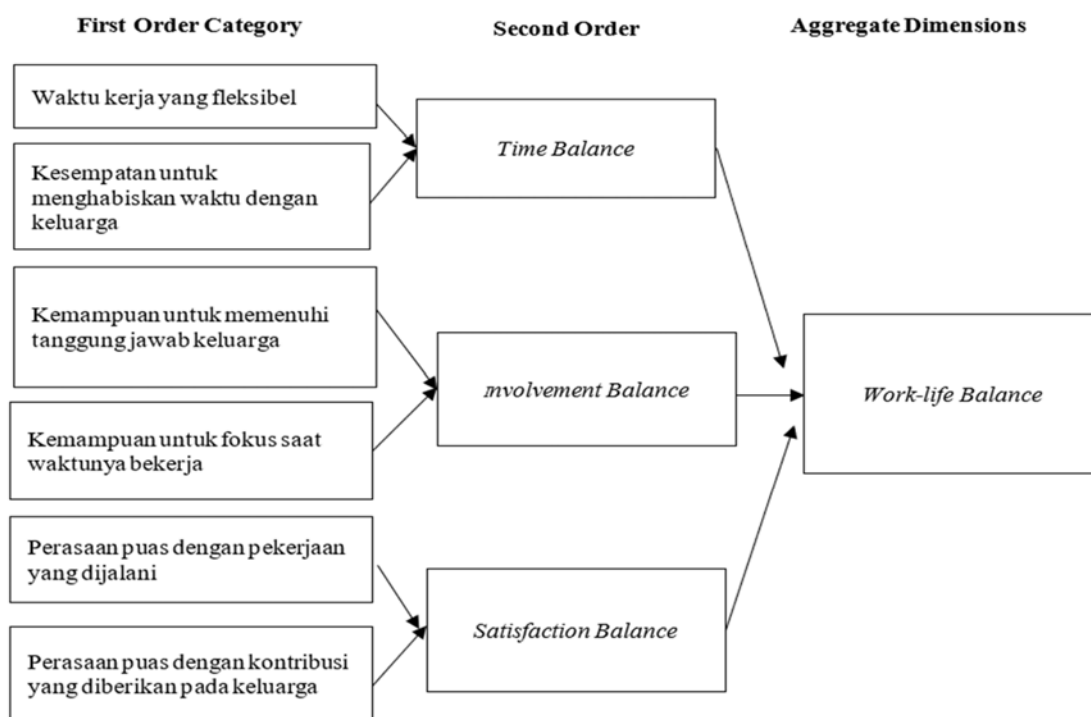 First Order Category
Second Order
Aggregate Dimensions
Waktu kerja yang fleksibel
Kesempatan untuk
menghabiskan waktu dengan
keluarga
Time Balance
Kemampuan untuk memenuhi
tanggung jawab keluarga
Kemampuan untuk fokus saat
waktunya bekerja
Involvement Balance
Work-life Balance
Perasaan puas dengan pekerjaan
yang dijalani
Perasaan puas dengan kontribusi
yang diberikan pada keluarga
Satisfaction Balance